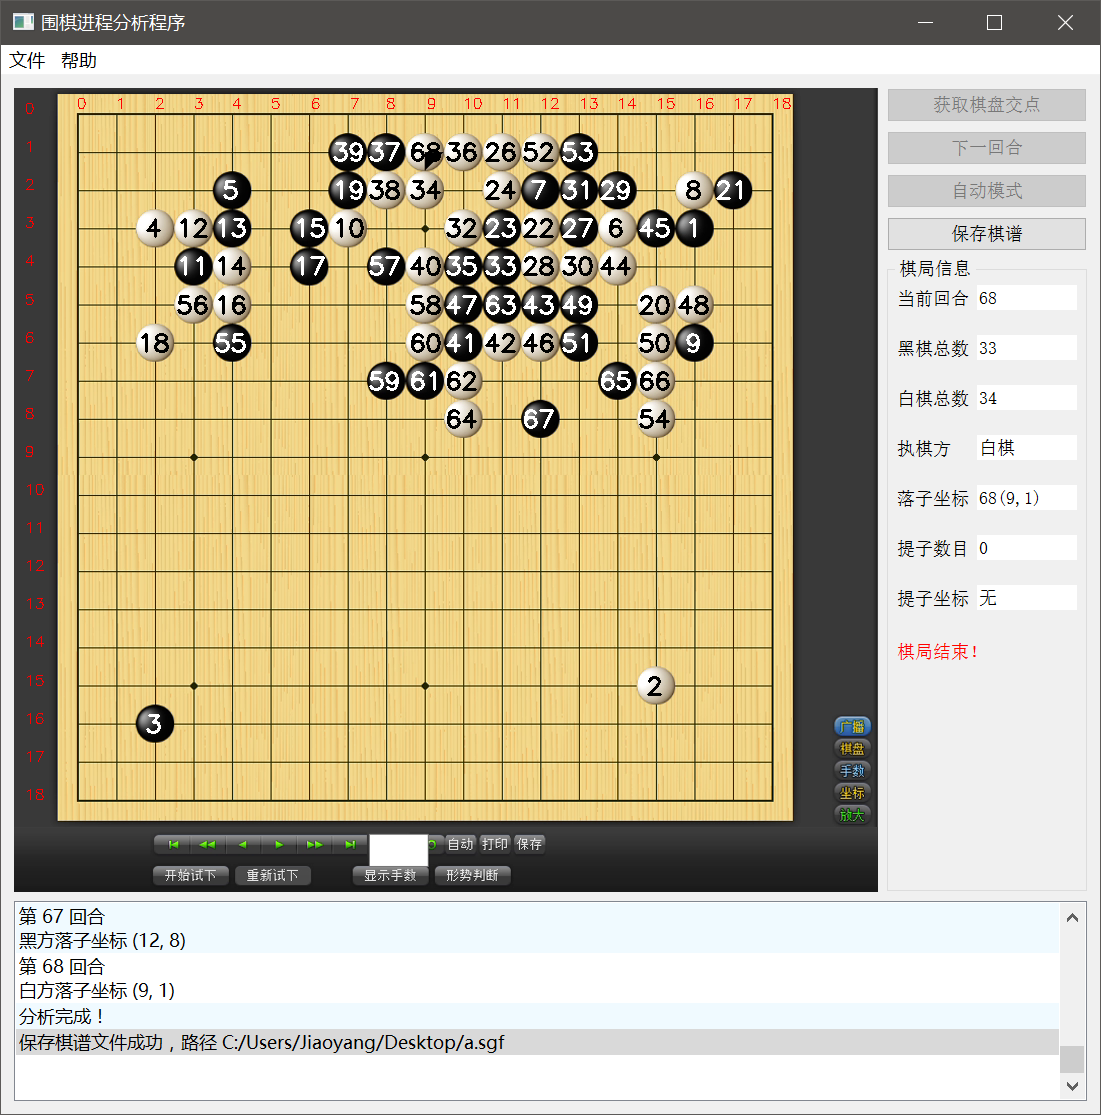 围棋进程分析程序
文件 帮助
0 1 2 3 4 5 6 7 8 9 10 11 12 13 14 15 16 17 18
0
1 39 37 68 36 26 52 53
2 5 19 38 34 24 7 31 29 8 21
3 4 12 13 15 10 32 23 22 27 6 45 1
4 11 14 17 57 40 35 33 28 30 44
5 56 16 58 47 63 43 49 20 48
6 18 55 60 41 42 46 51 50 9
7 59 61 62 65 66
8 64 67 54
9
10
11
12
13
14
15 2
16 3
17
18
广播
棋盘
手数
坐标
放大
自动 打印 保存
开始试下 重新试下 显示手数 形势判断
获取棋盘交点
下一回合
自动模式
保存棋谱
棋局信息
当前回合 68
黑棋总数 33
白棋总数 34
执棋方 白棋
落子坐标 68(9,1)
提子数目 0
提子坐标 无
棋局结束!
第 67 回合
黑方落子坐标 (12, 8)
第 68 回合
白方落子坐标 (9, 1)
分析完成！
保存棋谱文件成功，路径 C:/Users/Jiaoyang/Desktop/a.sgf